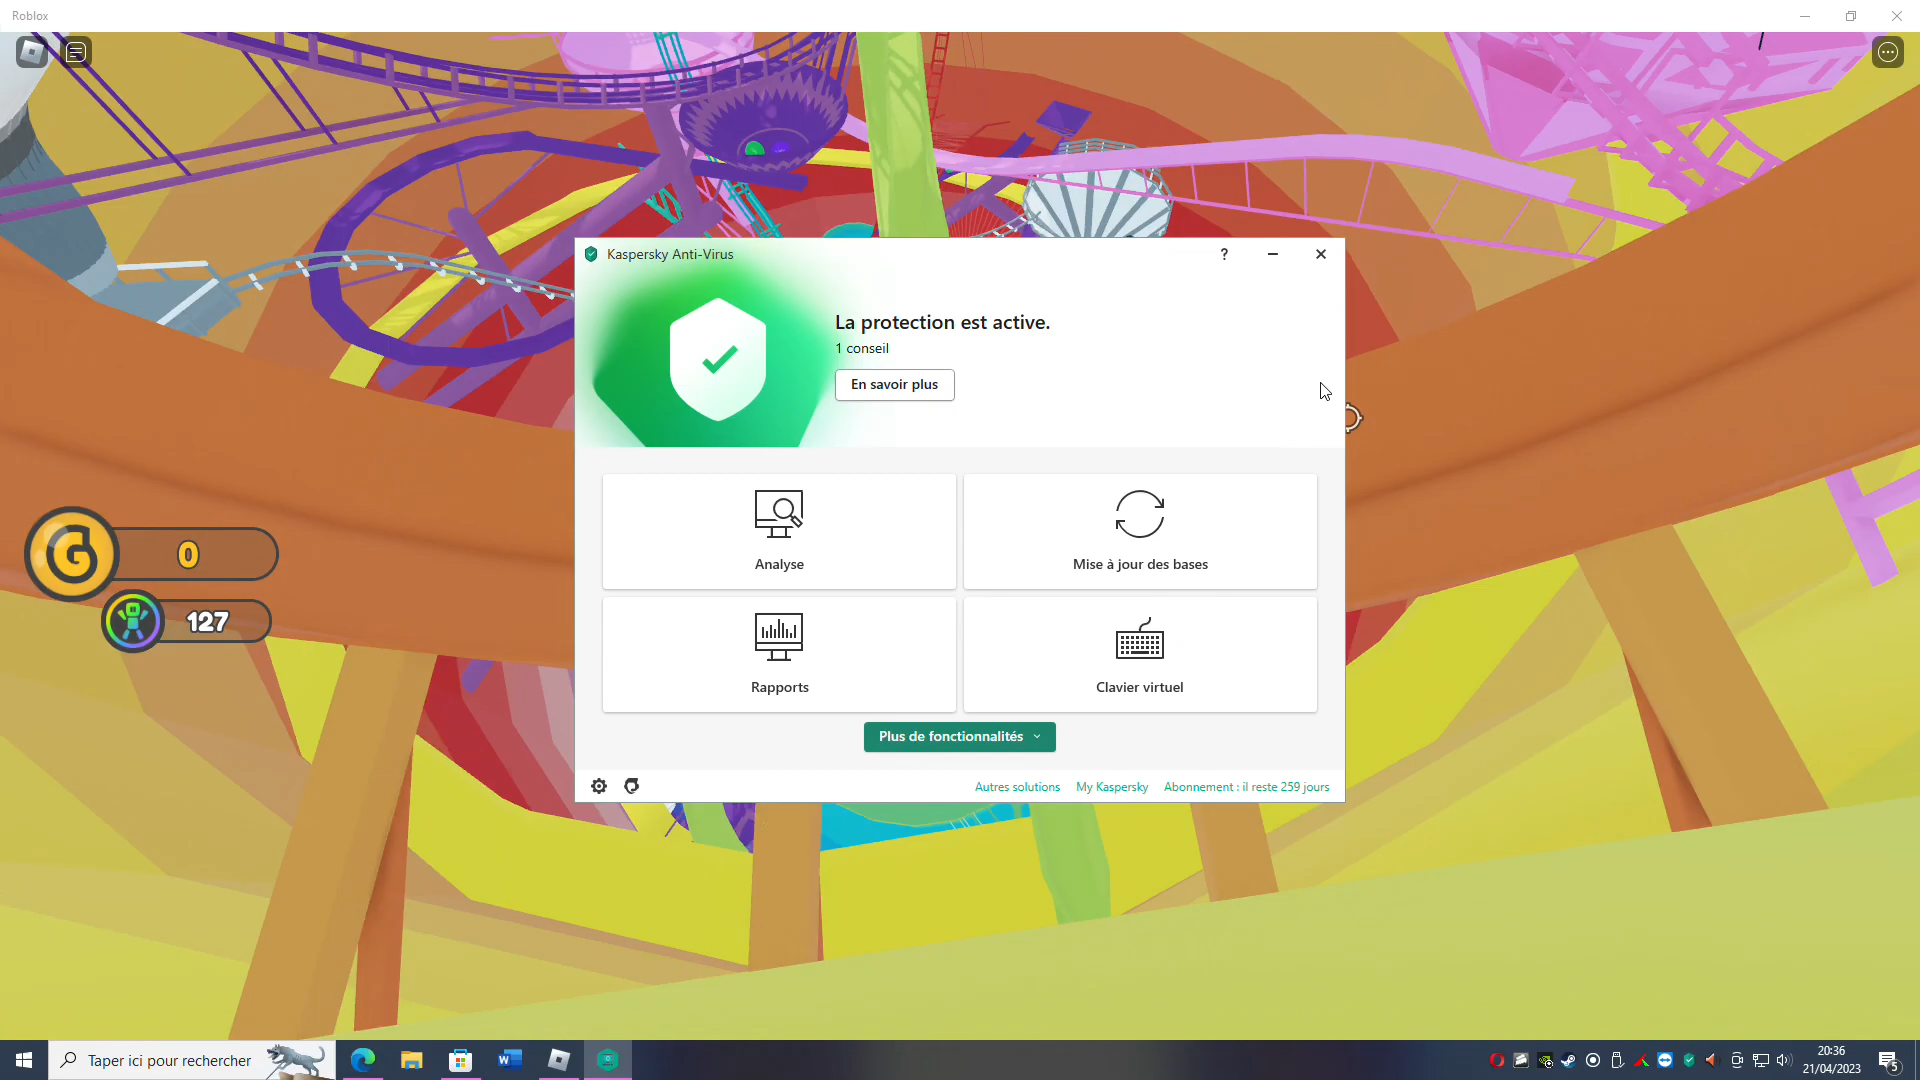 Roblox
Kaspersky Anti-Virus
?
La protection est active.
1 conseil
En savoir plus
Analyse
Mise à jour des bases
Rapports
Clavier virtuel
Plus de fonctionnalités
Autres solutions
My Kaspersky
Abonnement : il reste 259 jours
G
0
127
Taper ici pour rechercher
W
20:36
21/04/2023
5